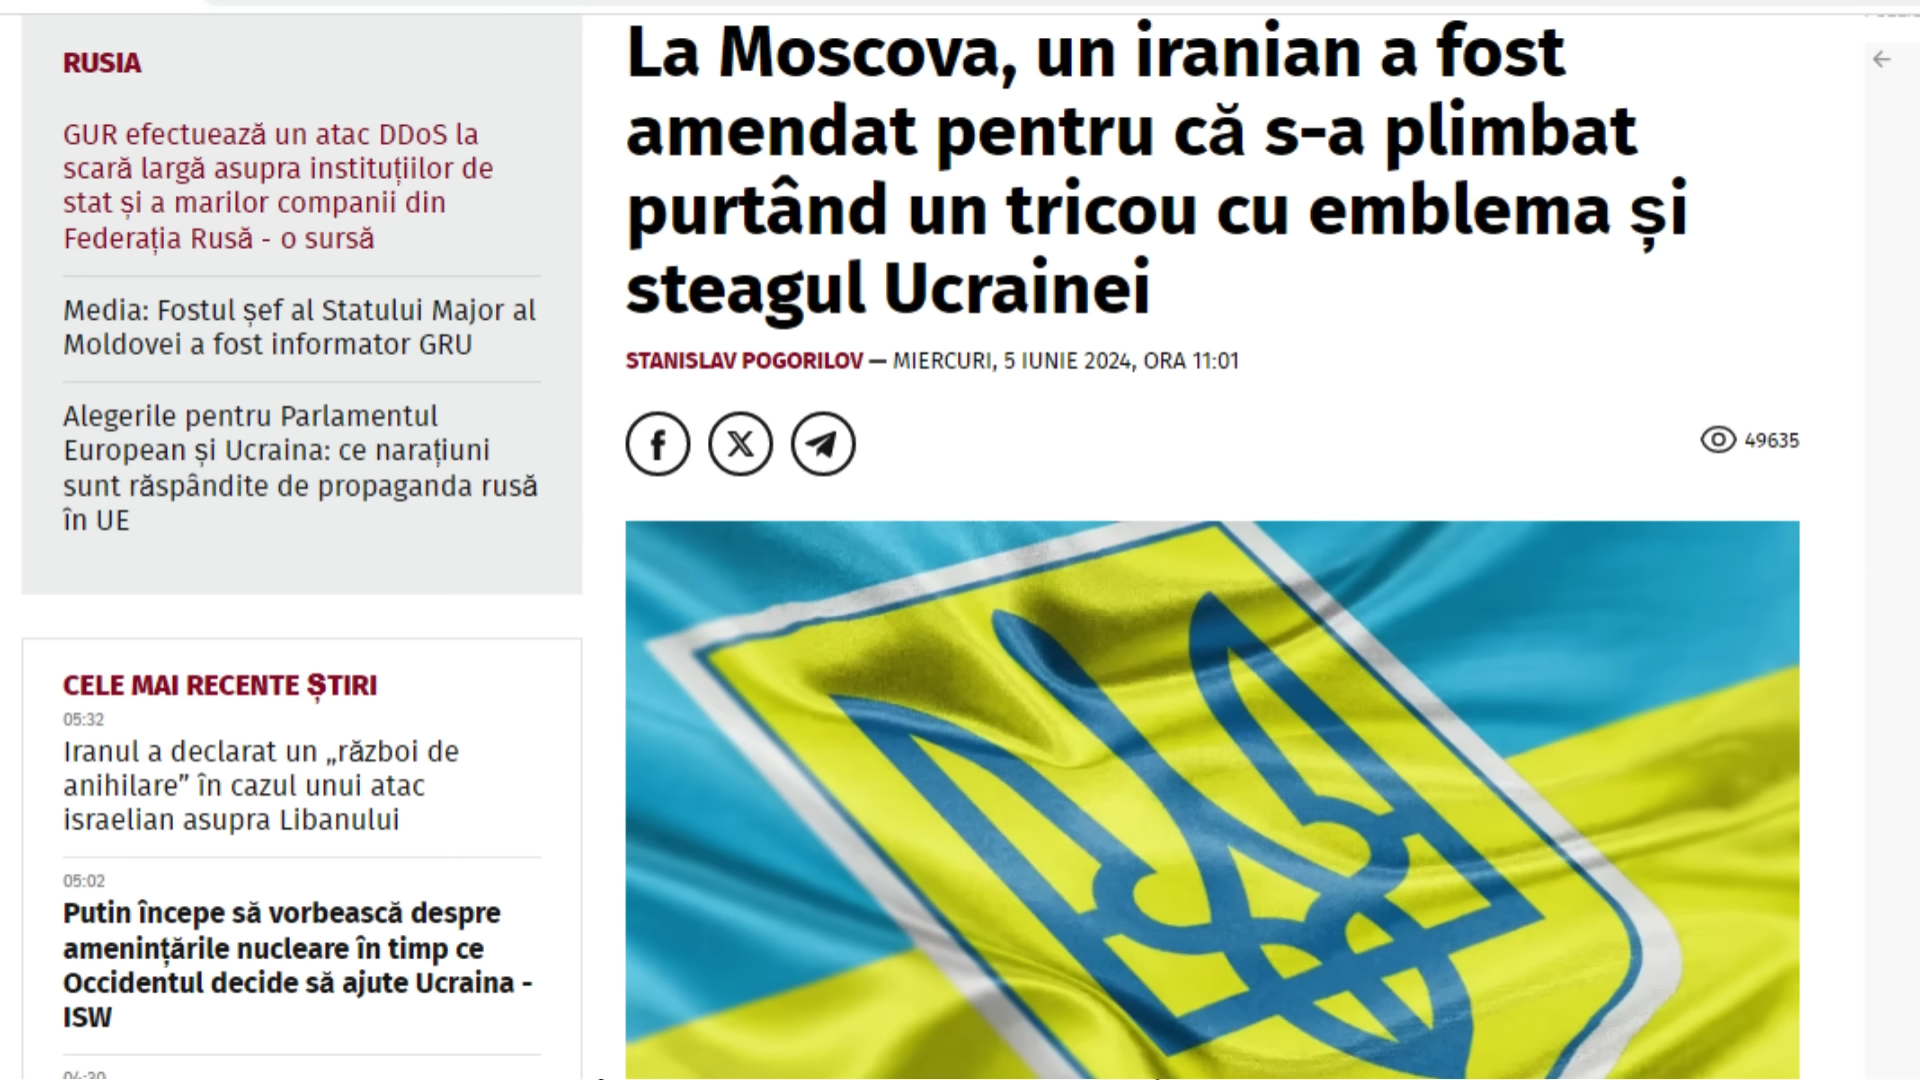 RUSIA
GUR efectuează un atac DDoS la
scară largă asupra instituțiilor de
stat și a marilor companii din
Federația Rusă - o sursă
Media: Fostul șef al Statului Major al
Moldovei a fost informator GRU
Alegerile pentru Parlamentul
European și Ucraina: ce narațiuni
sunt răspândite de propaganda rusă
în UE
CELE MAI RECENTE ȘTIRI
05:32
Iranul a declarat un „război de
anihilare” în cazul unui atac
israelian asupra Libanului
05:02
Putin începe să vorbească despre
amenințările nucleare în timp ce
Occidentul decide să ajute Ucraina -
ISW
La Moscova, un iranian a fost
amendat pentru că s-a plimbat
purtând un tricou cu emblema și
steagul Ucrainei
STANISLAV POGORILOV — MIERCURI, 5 IUNIE 2024, ORA 11:01
49635